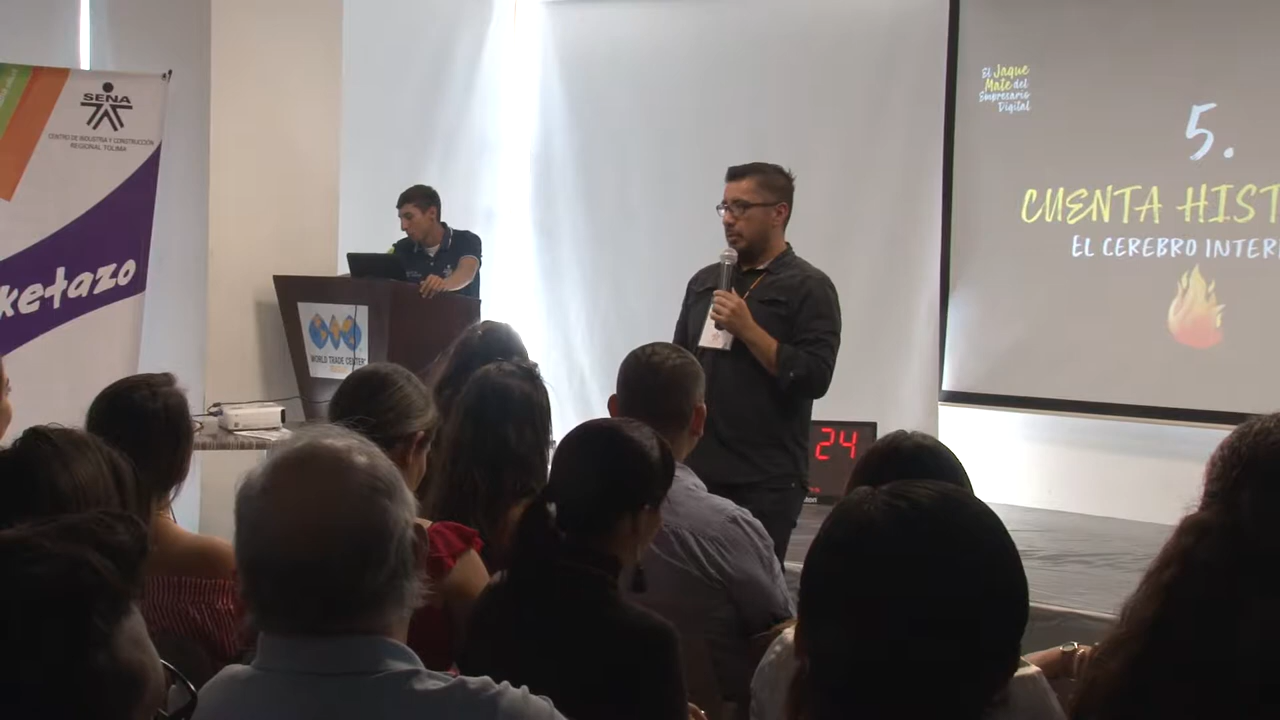 SENA
CENTRO DE INDUSTRIA Y CONSTRUCCIÓN
REGIONAL TOLIMA
ketazo
WORLD TRADE CENTER
24
El Jaque
Mate del
Empresario
Digital
5.
CUENTA HIST
EL CEREBRO INTER